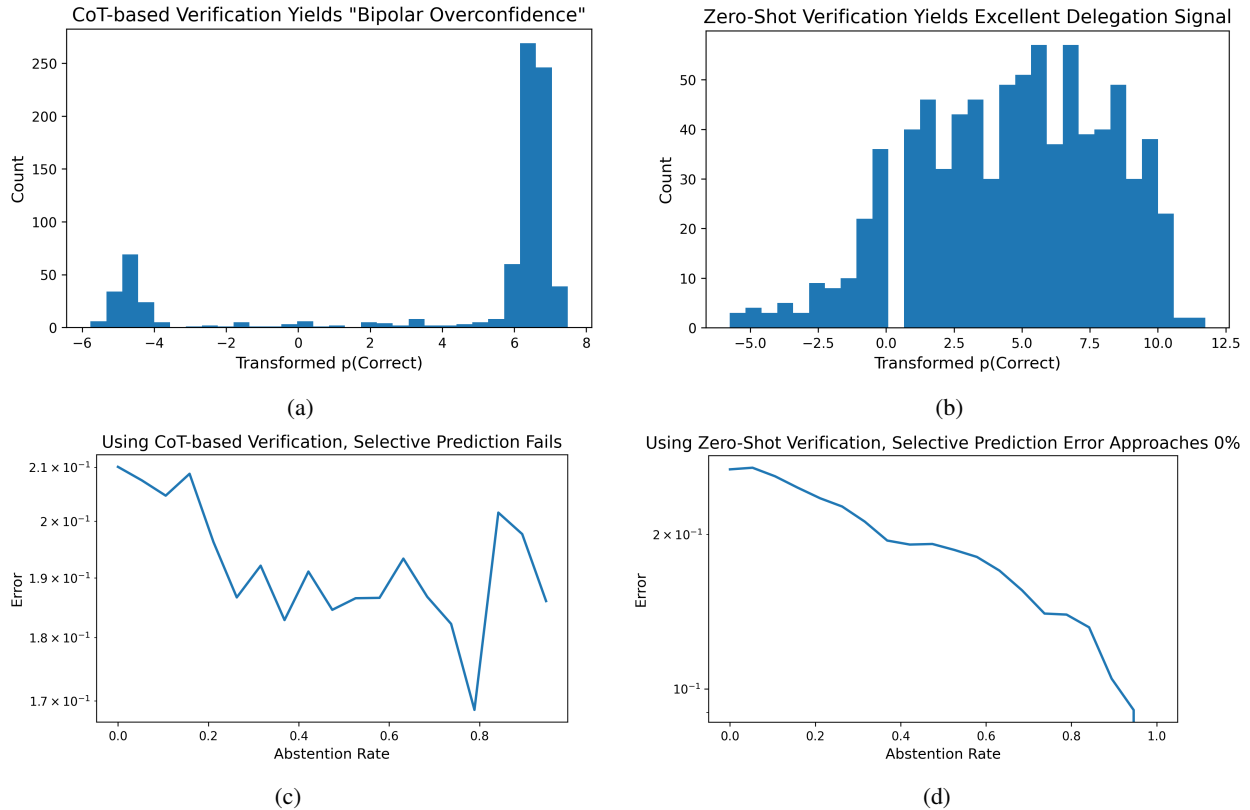 CoT-based Verification Yields "Bipolar Overconfidence"
250
200
150
100
50
0
Count
−6 −4 −2 0 2 4 6 8
Transformed p(Correct)
(a)
Zero-Shot Verification Yields Excellent Delegation Signal
50
40
30
20
10
0
Count
−5.0 −2.5 0.0 2.5 5.0 7.5 10.0 12.5
Transformed p(Correct)
(b)
Using CoT-based Verification, Selective Prediction Fails
2.1 × 10⁻¹
2 × 10⁻¹
1.9 × 10⁻¹
1.8 × 10⁻¹
1.7 × 10⁻¹
Error
0.0 0.2 0.4 0.6 0.8
Abstention Rate
(c)
Using Zero-Shot Verification, Selective Prediction Error Approaches 0%
2 × 10⁻¹
10⁻¹
Error
0.0 0.2 0.4 0.6 0.8 1.0
Abstention Rate
(d)